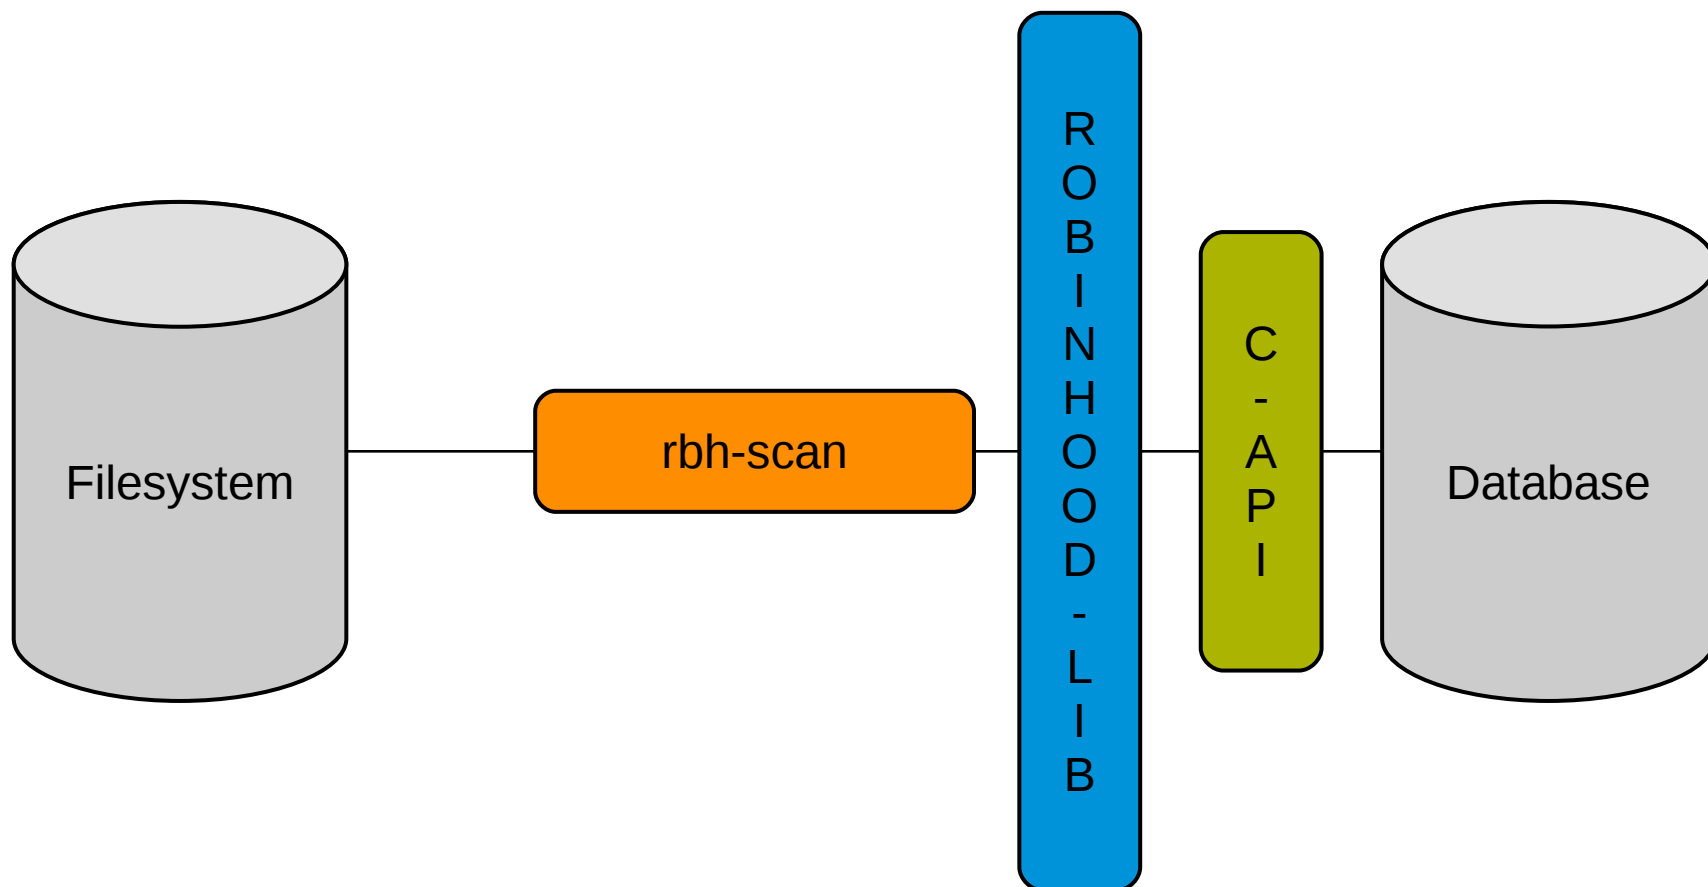 Filesystem
rbh-scan
ROBINHOOD-LIB
C-API
Database